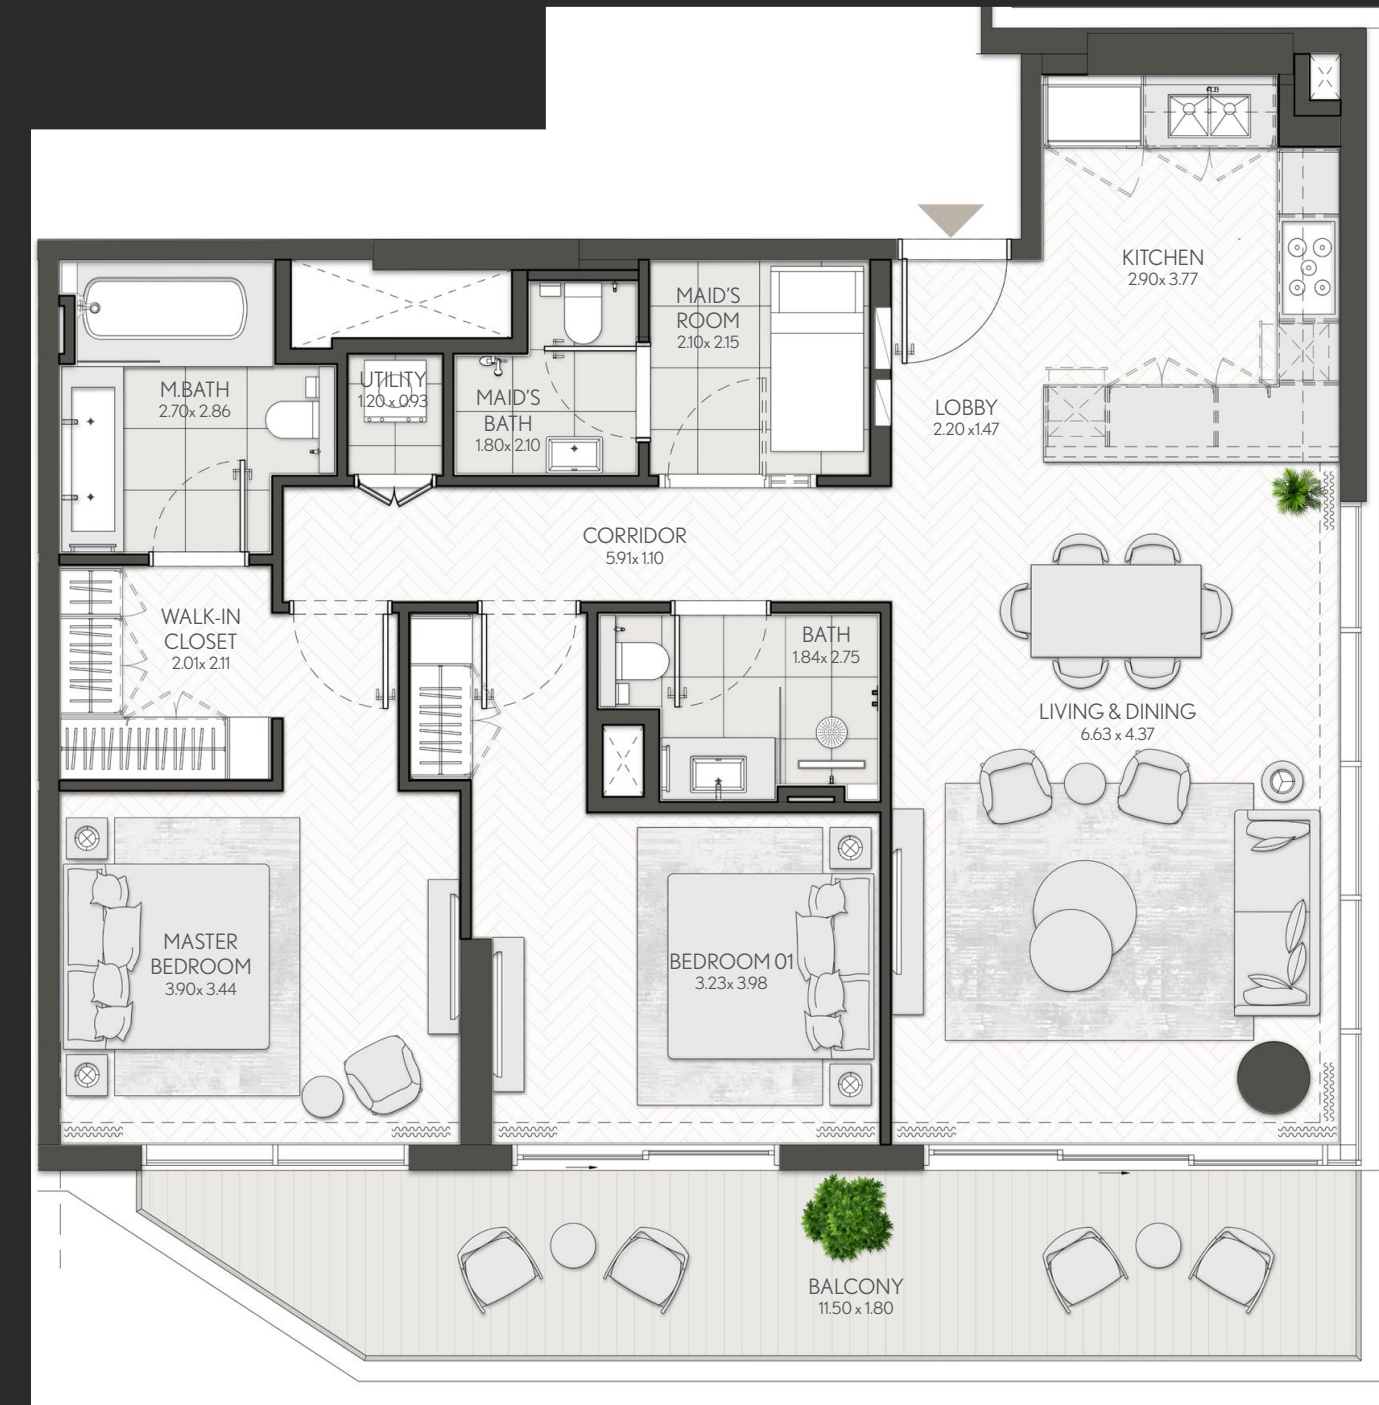 KITCHEN
2.90x 3.77
MAID'S
ROOM
2.10x 2.15
M.BATH
2.70x 2.86
UTILITY
1.20 x 0.93
MAID'S
BATH
1.80x 2.10
LOBBY
2.20 x1.47
CORRIDOR
5.91x 1.10
WALK-IN
CLOSET
2.01x 2.11
BATH
1.84x 2.75
LIVING & DINING
6.63 x 4.37
MASTER
BEDROOM
3.90x 3.44
BEDROOM 01
3.23x 3.98
BALCONY
11.50 x 1.80